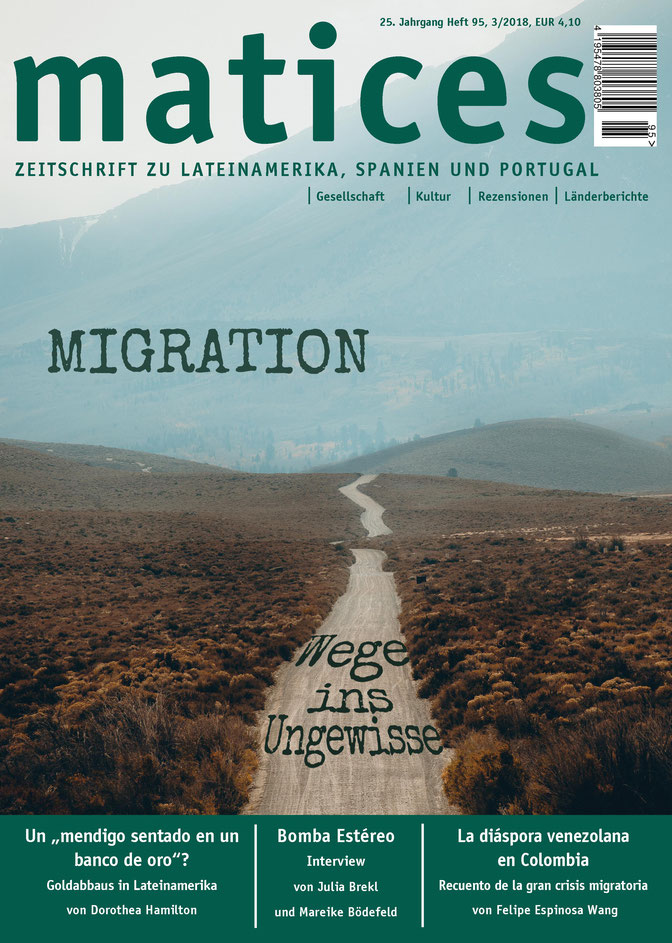 25. Jahrgang Heft 95, 3/2018, EUR 4,10
matices
4195478803805
95>
ZEITSCHRIFT ZU LATEINAMERIKA, SPANIEN UND PORTUGAL
| Gesellschaft | Kultur | Rezensionen | Länderberichte
MIGRATION
Wege
ins
Ungewisse
Un „mendigo sentado en un
banco de oro“?
Goldabbaus in Lateinamerika
von Dorothea Hamilton
Bomba Estéreo
Interview
von Julia Brekl
und Mareike Bödefeld
La diáspora venezolana
en Colombia
Recuento de la gran crisis migratoria
von Felipe Espinosa Wang